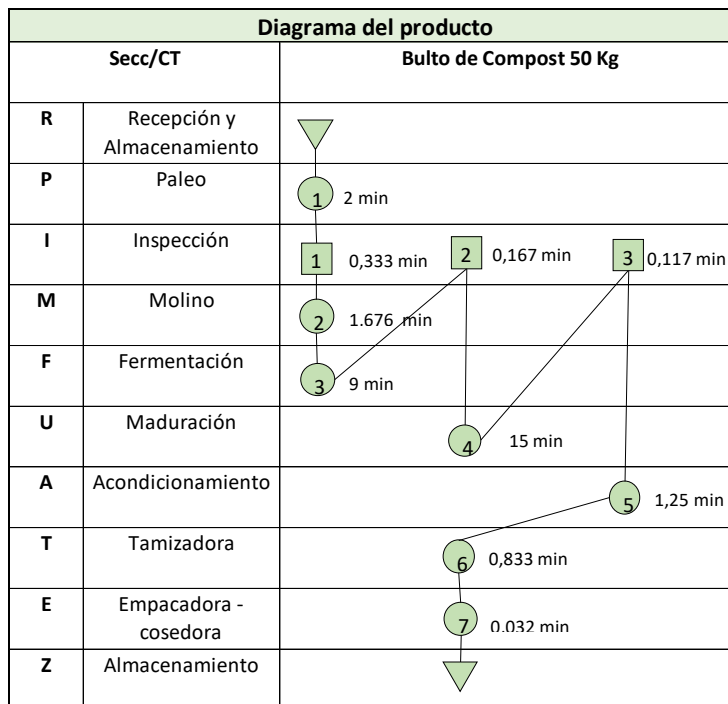 Diagrama del producto
Secc/CT
Bulto de Compost 50 Kg
R
Recepción y
Almacenamiento
P
Paleo
1
2 min
I
Inspección
1
0,333 min
2
0,167 min
3
0,117 min
M
Molino
2
1.676 min
F
Fermentación
3
9 min
U
Maduración
4
15 min
A
Acondicionamiento
5
1,25 min
T
Tamizadora
6
0,833 min
E
Empacadora -
cosedora
7
0.032 min
Z
Almacenamiento